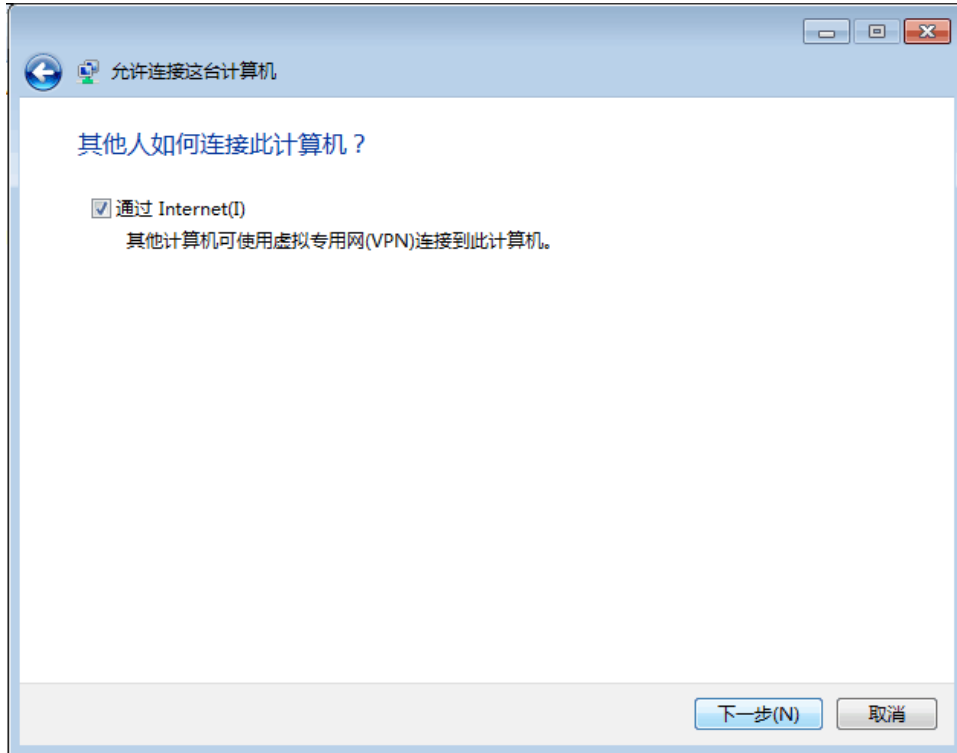 允许连接这台计算机
其他人如何连接此计算机？
通过 Internet(I)
其他计算机可使用虚拟专用网(VPN)连接到此计算机。
下一步(N)
取消